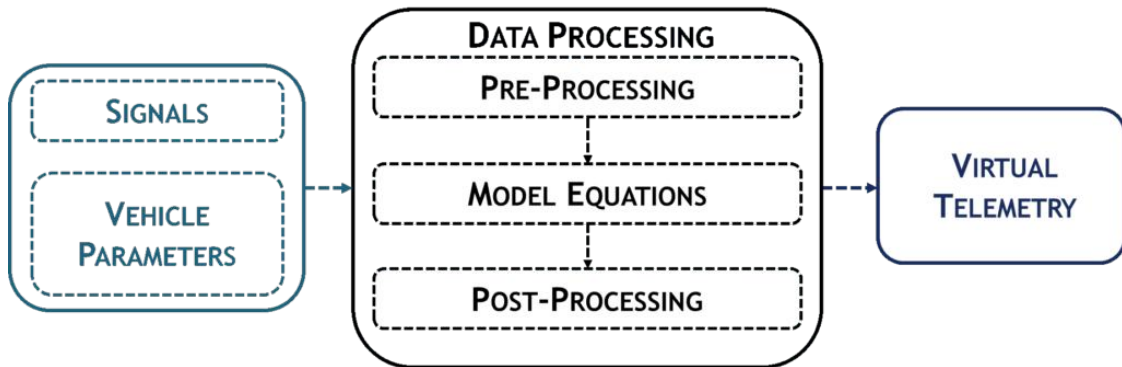 SIGNALS
VEHICLE
PARAMETERS
DATA PROCESSING
PRE-PROCESSING
MODEL EQUATIONS
POST-PROCESSING
VIRTUAL
TELEMETRY